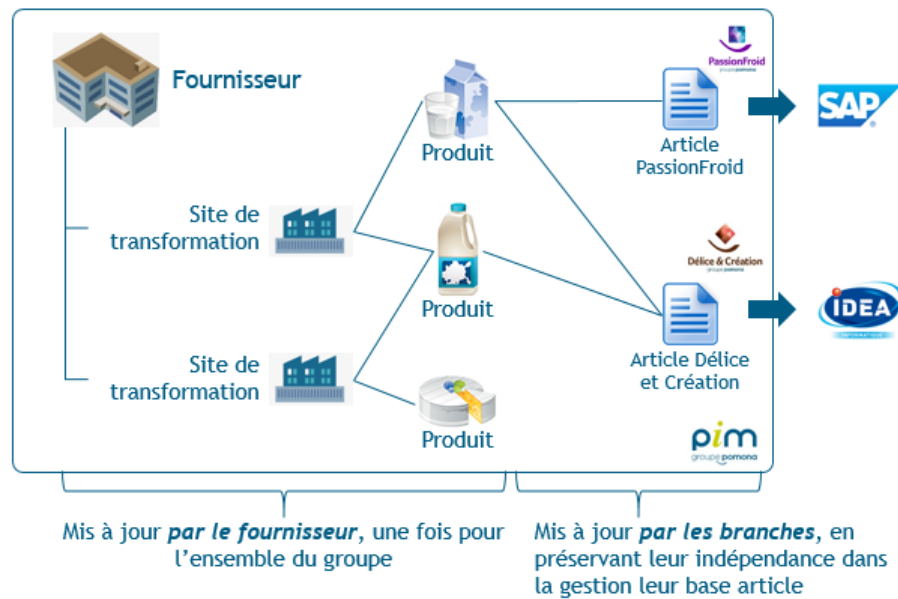 Fournisseur
PassionFroid
groupe pomona
Produit
Article
PassionFroid
SAP
Site de
transformation
Produit
Délice & Création
groupe pomona
Article Délice
et Création
IDEA
INFORMATIQUE
Site de
transformation
Produit
pim
groupe pomona
Mis à jour par le fournisseur, une fois pour
l'ensemble du groupe
Mis à jour par les branches, en
préservant leur indépendance dans
la gestion leur base article